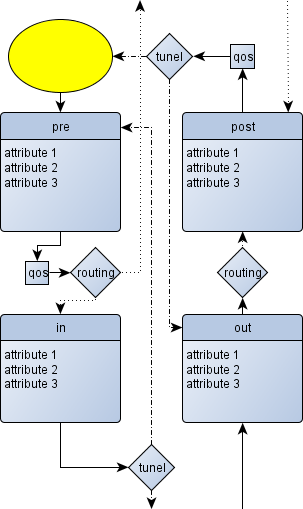 tunel
qos
pre
attribute 1
attribute 2
attribute 3
post
attribute 1
attribute 2
attribute 3
qos
routing
routing
in
attribute 1
attribute 2
attribute 3
out
attribute 1
attribute 2
attribute 3
tunel